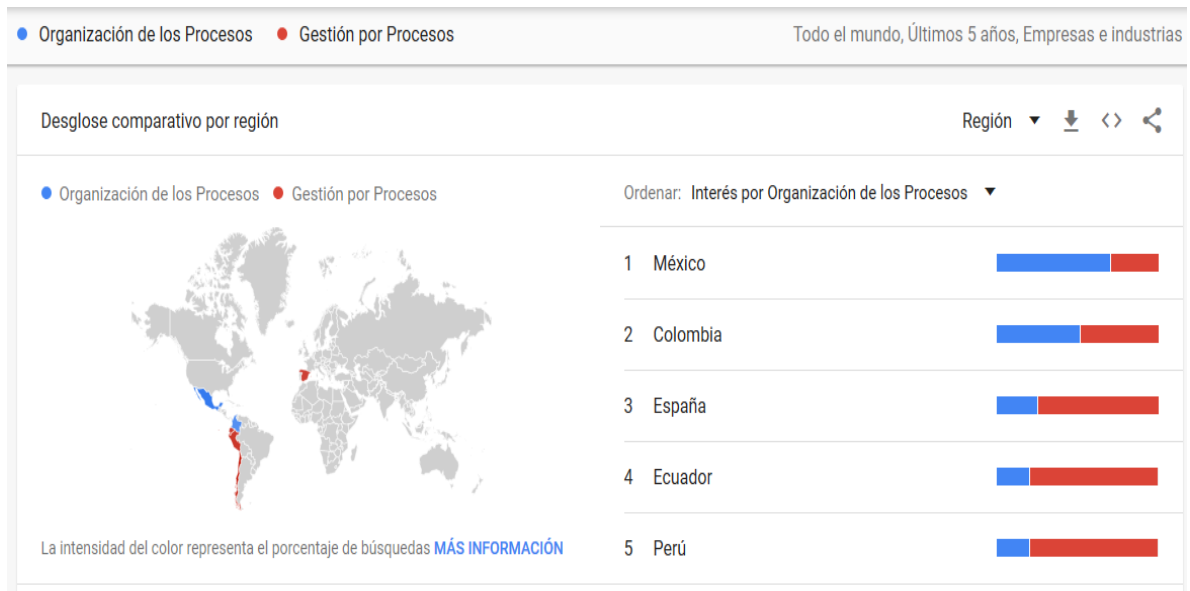 Organización de los Procesos Gestión por Procesos Todo el mundo, Últimos 5 años, Empresas e industrias
Desglose comparativo por región Región
Organización de los Procesos Gestión por Procesos
Ordenar: Interés por Organización de los Procesos
1 México
2 Colombia
3 España
4 Ecuador
5 Perú
La intensidad del color representa el porcentaje de búsquedas MÁS INFORMACIÓN